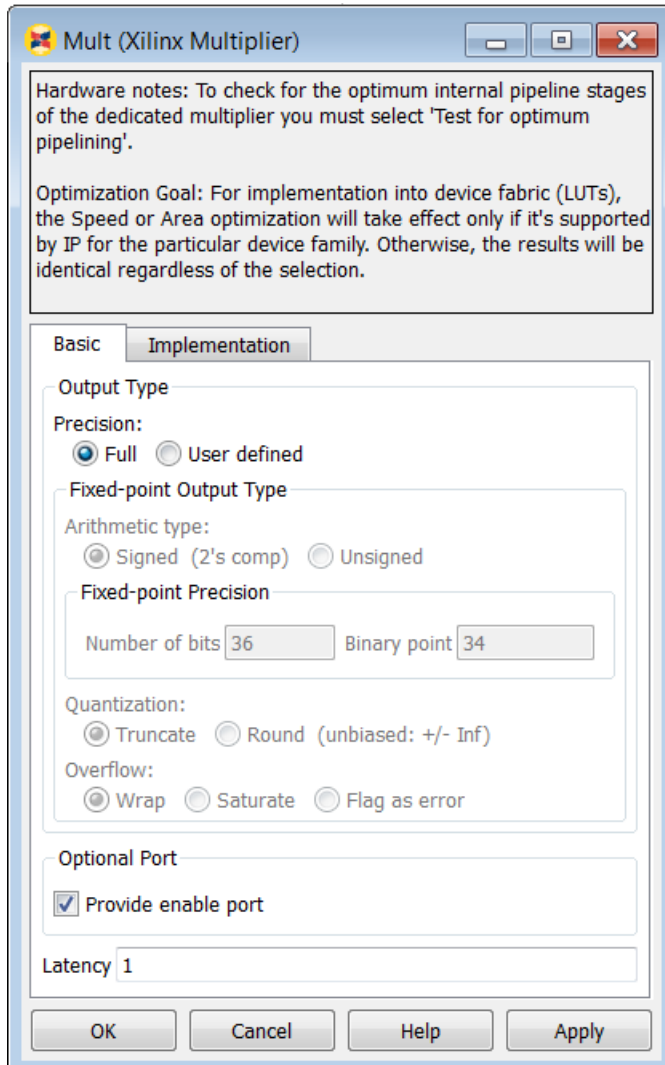 Mult (Xilinx Multiplier)
Hardware notes: To check for the optimum internal pipeline stages
of the dedicated multiplier you must select 'Test for optimum
pipelining'.
Optimization Goal: For implementation into device fabric (LUTs),
the Speed or Area optimization will take effect only if it's supported
by IP for the particular device family. Otherwise, the results will be
identical regardless of the selection.
Basic Implementation
Output Type
Precision:
Full User defined
Fixed-point Output Type
Arithmetic type:
Signed (2's comp) Unsigned
Fixed-point Precision
Number of bits 36 Binary point 34
Quantization:
Truncate Round (unbiased: +/- Inf)
Overflow:
Wrap Saturate Flag as error
Optional Port
Provide enable port
Latency 1
OK Cancel Help Apply